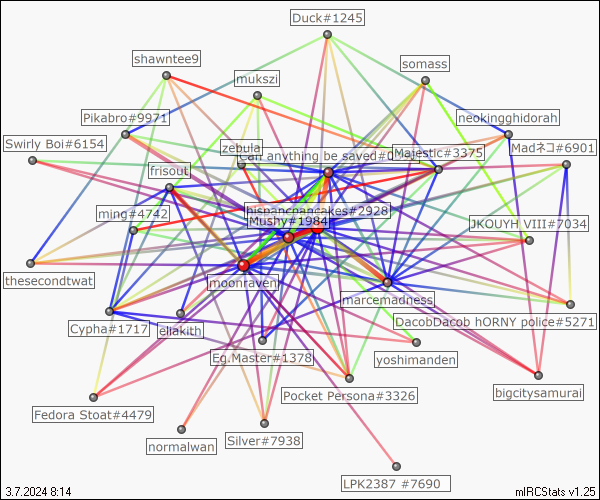 Duck#1245
shawntee9
somass
mukszi
Pikabro#9971
neokingghidorah
Swirly Boi#6154
zebula
Can anything be saved#0
Majestic#3375
Madネコ#6901
frisout
ming#4742
hispancpancakes#2928
Mushy#1984
JKOUYH VIII#7034
thesecondtwat
moonraven
marcemadness
Cypha#1717
eliakith
DacobDacob hORNY police#5271
Eg.Master#1378
yoshimanden
Pocket Persona#3326
bigcitysamurai
Fedora Stoat#4479
normalwan
Silver#7938
LPK2387 #7690
3.7.2024 8:14
mIRCStats v1.25